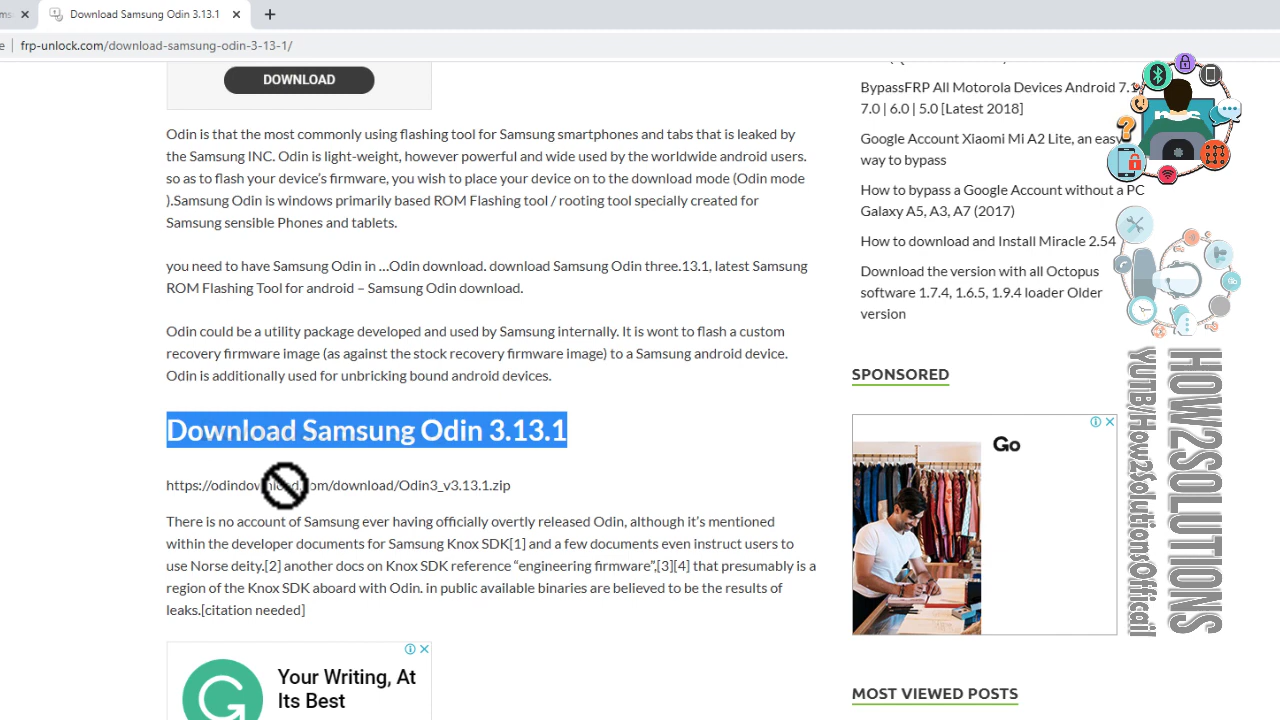 Download Samsung Odin 3.13.1
frp-unlock.com/download-samsung-odin-3-13-1/
DOWNLOAD
Odin is that the most commonly using flashing tool for Samsung smartphones and tabs that is leaked by
the Samsung INC. Odin is light-weight, however powerful and wide used by the worldwide android users.
so as to flash your device's firmware, you wish to place your device on to the download mode (Odin mode
).Samsung Odin is windows primarily based ROM Flashing tool / rooting tool specially created for
Samsung sensible Phones and tablets.
you need to have Samsung Odin in …Odin download. download Samsung Odin three.13.1, latest Samsung
ROM Flashing Tool for android – Samsung Odin download.
Odin could be a utility package developed and used by Samsung internally. It is wont to flash a custom
recovery firmware image (as against the stock recovery firmware image) to a Samsung android device.
Odin is additionally used for unbricking bound android devices.
Download Samsung Odin 3.13.1
https://odindownload.com/download/Odin3_v3.13.1.zip
There is no account of Samsung ever having officially overtly released Odin, although it's mentioned
within the developer documents for Samsung Knox SDK[1] and a few documents even instruct users to
use Norse deity.[2] another docs on Knox SDK reference "engineering firmware",[3][4] that presumably is a
region of the Knox SDK aboard with Odin. in public available binaries are believed to be the results of
leaks.[citation needed]
Your Writing, At
Its Best
BypassFRP All Motorola Devices Android 7.1
7.0 | 6.0 | 5.0 [Latest 2018]
Google Account Xiaomi Mi A2 Lite, an easy
way to bypass
How to bypass a Google Account without a PC
Galaxy A5, A3, A7 (2017)
How to download and Install Miracle 2.54
Download the version with all Octopus
software 1.7.4, 1.6.5, 1.9.4 loader Older
version
SPONSORED
Go
MOST VIEWED POSTS
HOW2SOLUTIONS
YUTB/How2SolutionsOfficail